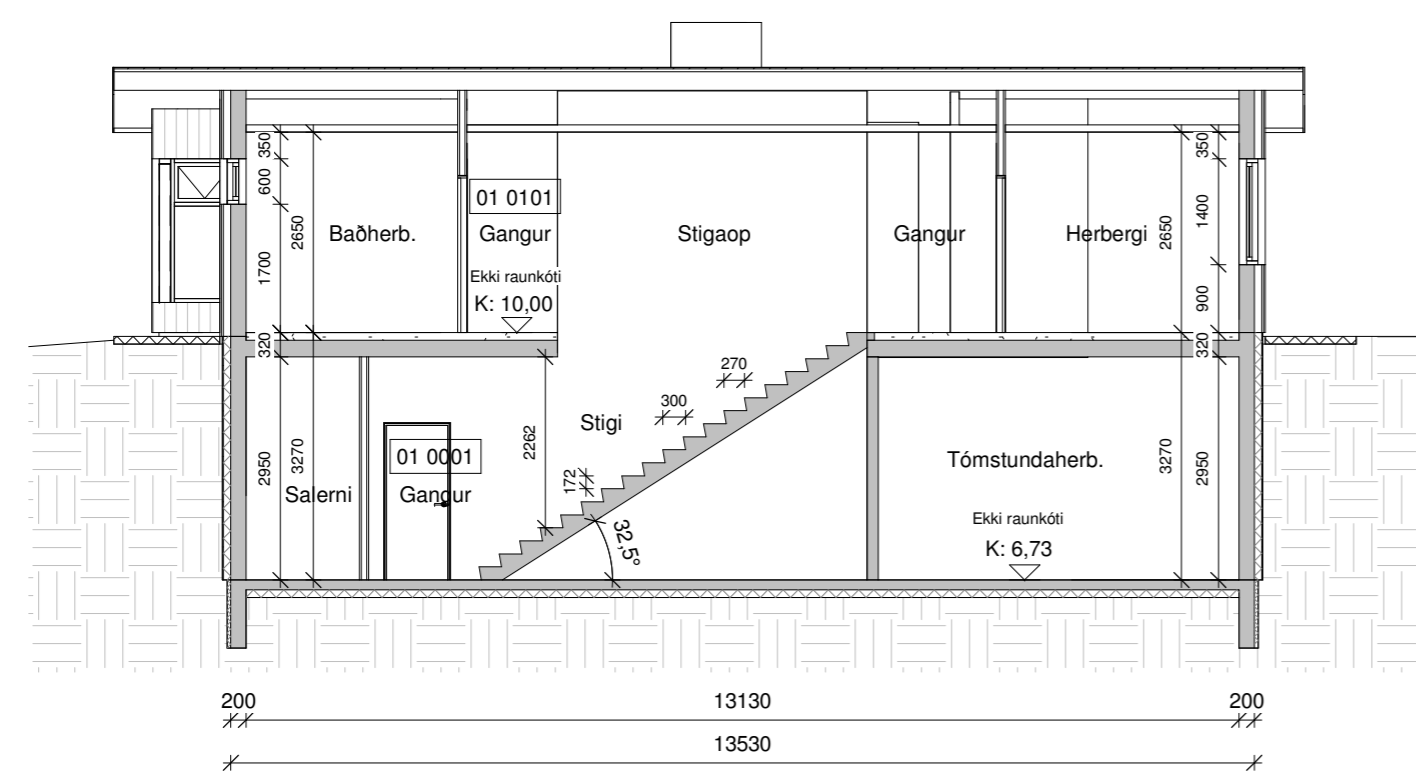 350
600
2650
1700
320
Baðherb.
01 0101
Gangur
Ekki raunkóti
K: 10,00
Stigaop
Gangur
Herbergi
2650
350
1400
900
320
270
300
Stigi
172
2262
32,5°
2950
3270
Salerni
01 0001
Gangur
Tómstundaherb.
Ekki raunkóti
K: 6,73
3270
2950
200 13130 200
13530